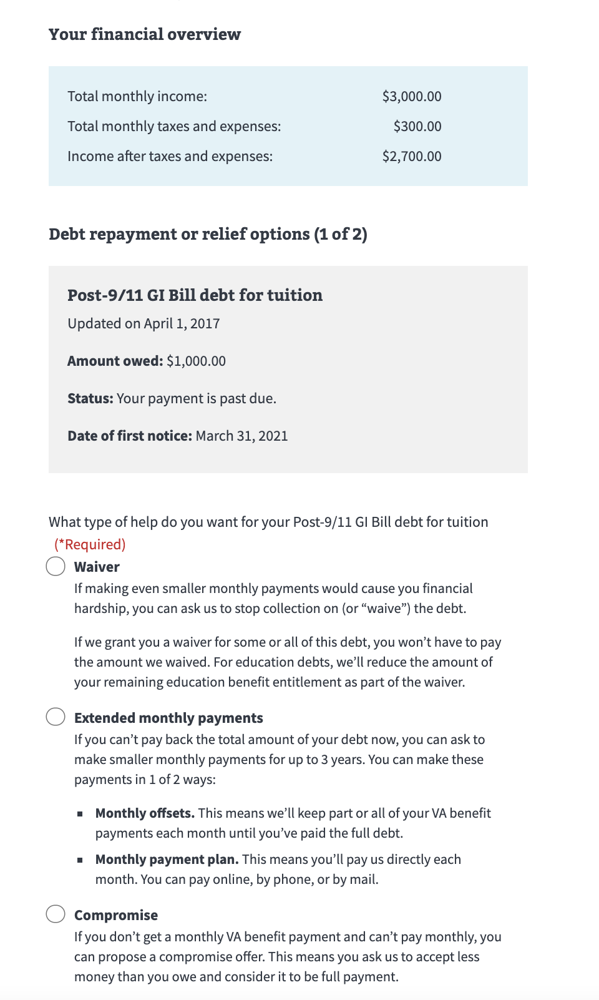 Your financial overview
Total monthly income: $3,000.00
Total monthly taxes and expenses: $300.00
Income after taxes and expenses: $2,700.00
Debt repayment or relief options (1 of 2)
Post-9/11 GI Bill debt for tuition
Updated on April 1, 2017
Amount owed: $1,000.00
Status: Your payment is past due.
Date of first notice: March 31, 2021
What type of help do you want for your Post-9/11 GI Bill debt for tuition
(*Required)
Waiver
If making even smaller monthly payments would cause you financial
hardship, you can ask us to stop collection on (or “waive”) the debt.
If we grant you a waiver for some or all of this debt, you won’t have to pay
the amount we waived. For education debts, we’ll reduce the amount of
your remaining education benefit entitlement as part of the waiver.
Extended monthly payments
If you can’t pay back the total amount of your debt now, you can ask to
make smaller monthly payments for up to 3 years. You can make these
payments in 1 of 2 ways:
▪ Monthly offsets. This means we’ll keep part or all of your VA benefit
payments each month until you’ve paid the full debt.
▪ Monthly payment plan. This means you’ll pay us directly each
month. You can pay online, by phone, or by mail.
Compromise
If you don’t get a monthly VA benefit payment and can’t pay monthly, you
can propose a compromise offer. This means you ask us to accept less
money than you owe and consider it to be full payment.